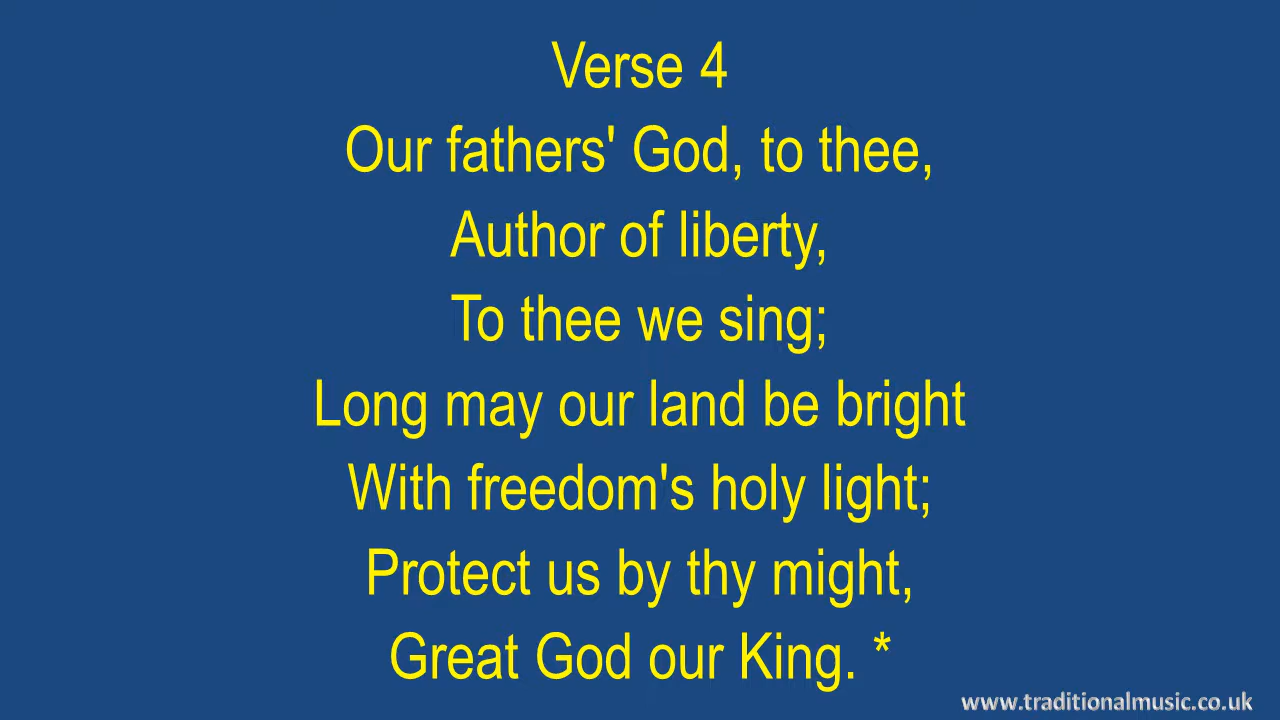 Verse 4
Our fathers' God, to thee,
Author of liberty,
To thee we sing;
Long may our land be bright
With freedom's holy light;
Protect us by thy might,
Great God our King. *
www.traditionalmusic.co.uk